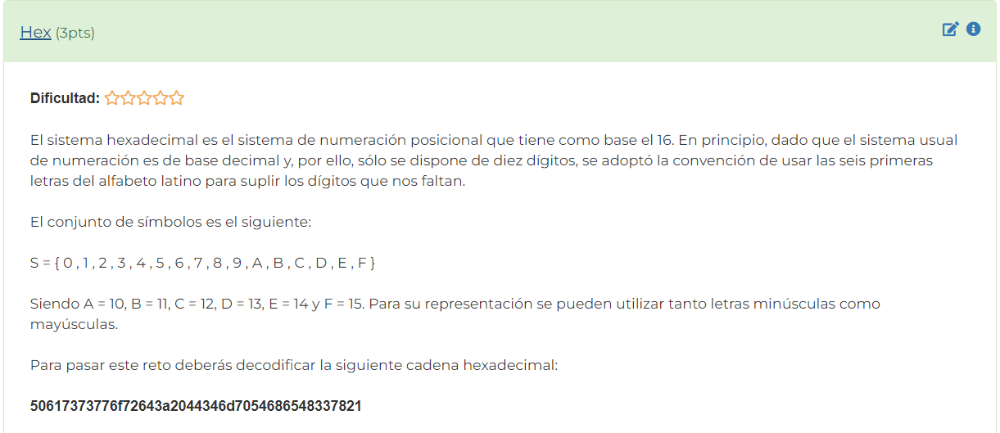 Hex (3pts)
Dificultad:
El sistema hexadecimal es el sistema de numeración posicional que tiene como base el 16. En principio, dado que el sistema usual
de numeración es de base decimal y, por ello, sólo se dispone de diez dígitos, se adoptó la convención de usar las seis primeras
letras del alfabeto latino para suplir los dígitos que nos faltan.
El conjunto de símbolos es el siguiente:
S = { 0 , 1 , 2 , 3 , 4 , 5 , 6 , 7 , 8 , 9 , A , B , C , D , E , F }
Siendo A = 10, B = 11, C = 12, D = 13, E = 14 y F = 15. Para su representación se pueden utilizar tanto letras minúsculas como
mayúsculas.
Para pasar este reto deberás decodificar la siguiente cadena hexadecimal:
50617373776f72643a2044346d7054686548337821